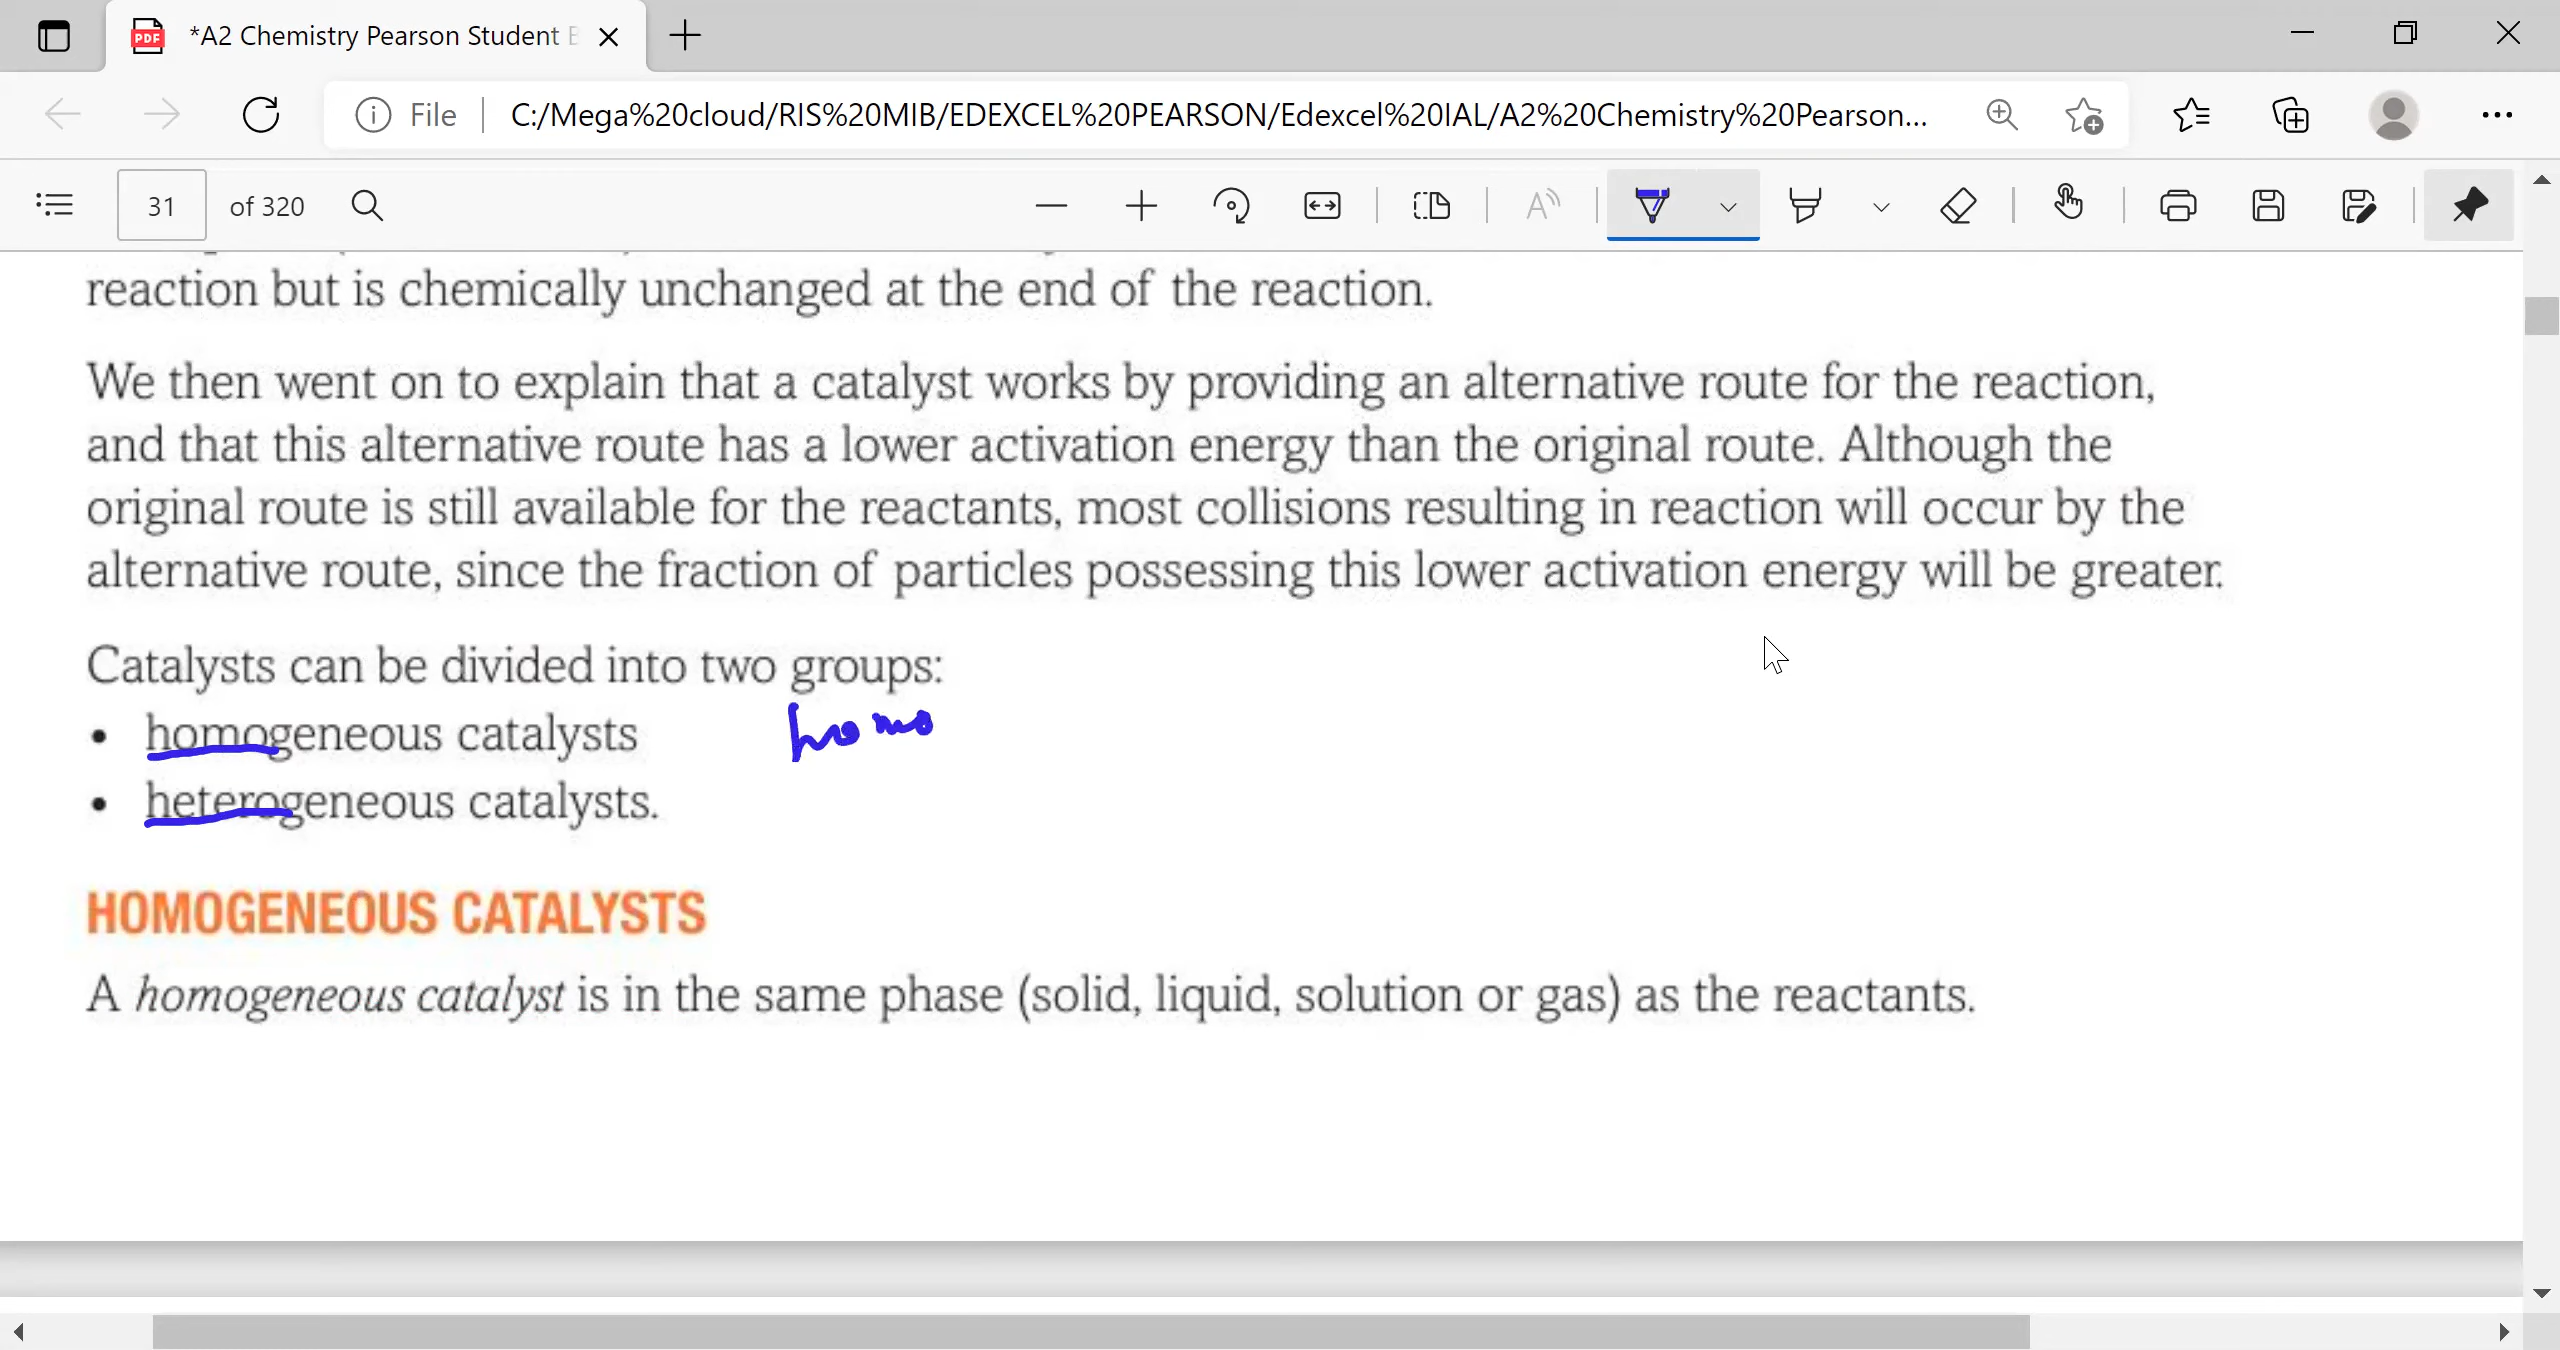 *A2 Chemistry Pearson Student B
File C:/Mega%20cloud/RIS%20MIB/EDEXCEL%20PEARSON/Edexcel%20IAL/A2%20Chemistry%20Pearson...
31 of 320
reaction but is chemically unchanged at the end of the reaction.
We then went on to explain that a catalyst works by providing an alternative route for the reaction,
and that this alternative route has a lower activation energy than the original route. Although the
original route is still available for the reactants, most collisions resulting in reaction will occur by the
alternative route, since the fraction of particles possessing this lower activation energy will be greater.
Catalysts can be divided into two groups:
• homogeneous catalysts homo
• heterogeneous catalysts.
HOMOGENEOUS CATALYSTS
A homogeneous catalyst is in the same phase (solid, liquid, solution or gas) as the reactants.